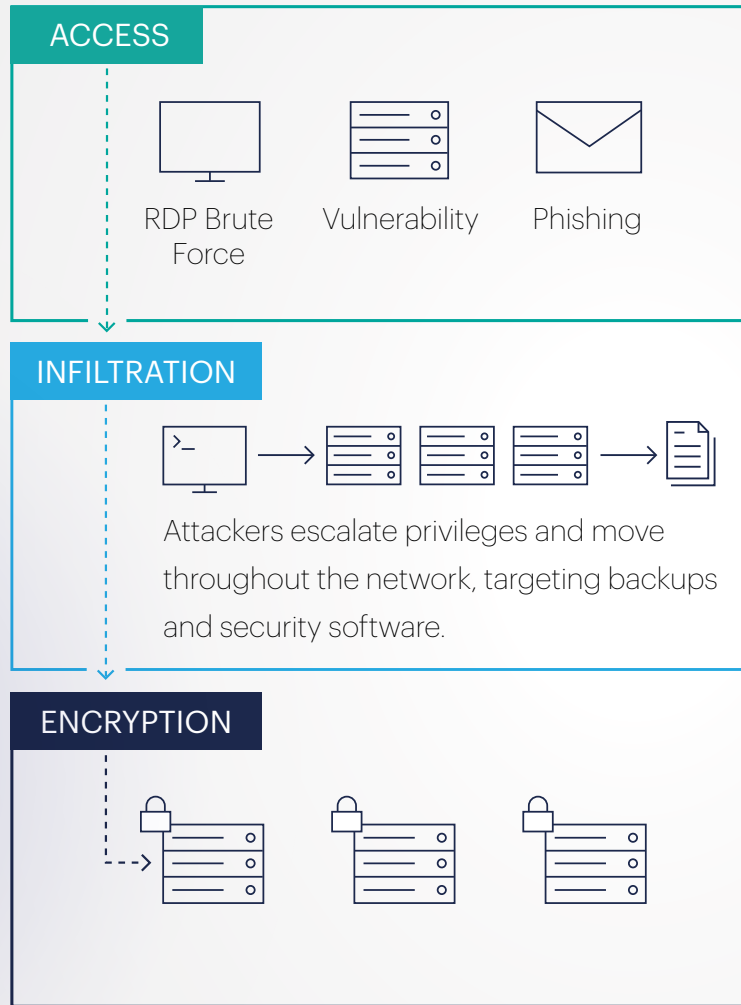 ACCESS
RDP Brute
Force
Vulnerability
Phishing
INFILTRATION
>_
Attackers escalate privileges and move
throughout the network, targeting backups
and security software.
ENCRYPTION